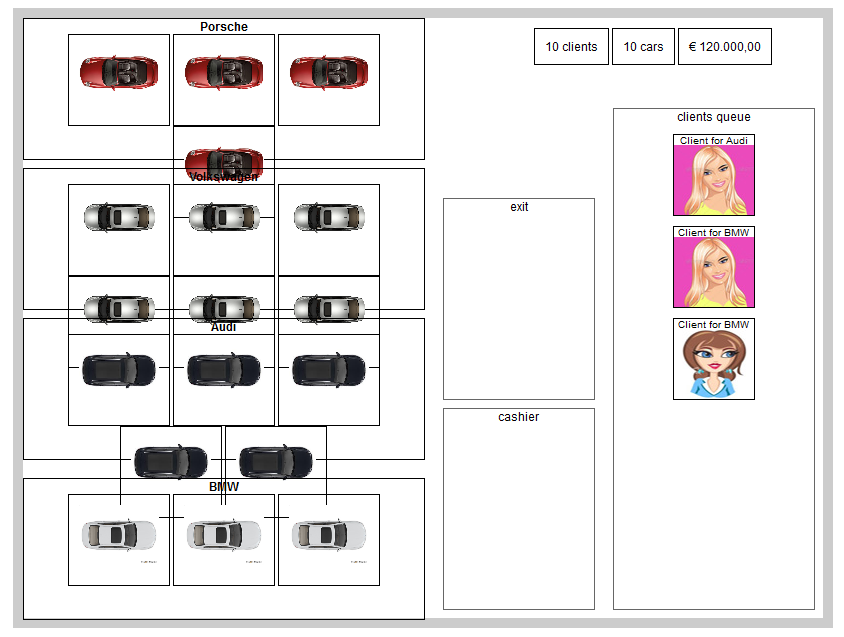 Porsche
10 clients
10 cars
€ 120.000,00
clients queue
Client for Audi
Volkswagen
exit
Client for BMW
Audi
Client for BMW
cashier
BMW